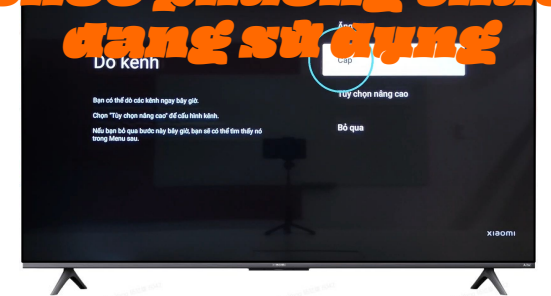 đang sử dụng
Dò kênh
Cáp
Bạn có thể dò các kênh ngay bây giờ.
Tùy chọn nâng cao
Chọn "Tùy chọn nâng cao" để cấu hình kênh.
Nếu bạn bỏ qua bước này bây giờ, bạn sẽ có thể tìm thấy nó
trong Menu sau.
Bỏ qua
xiaomi